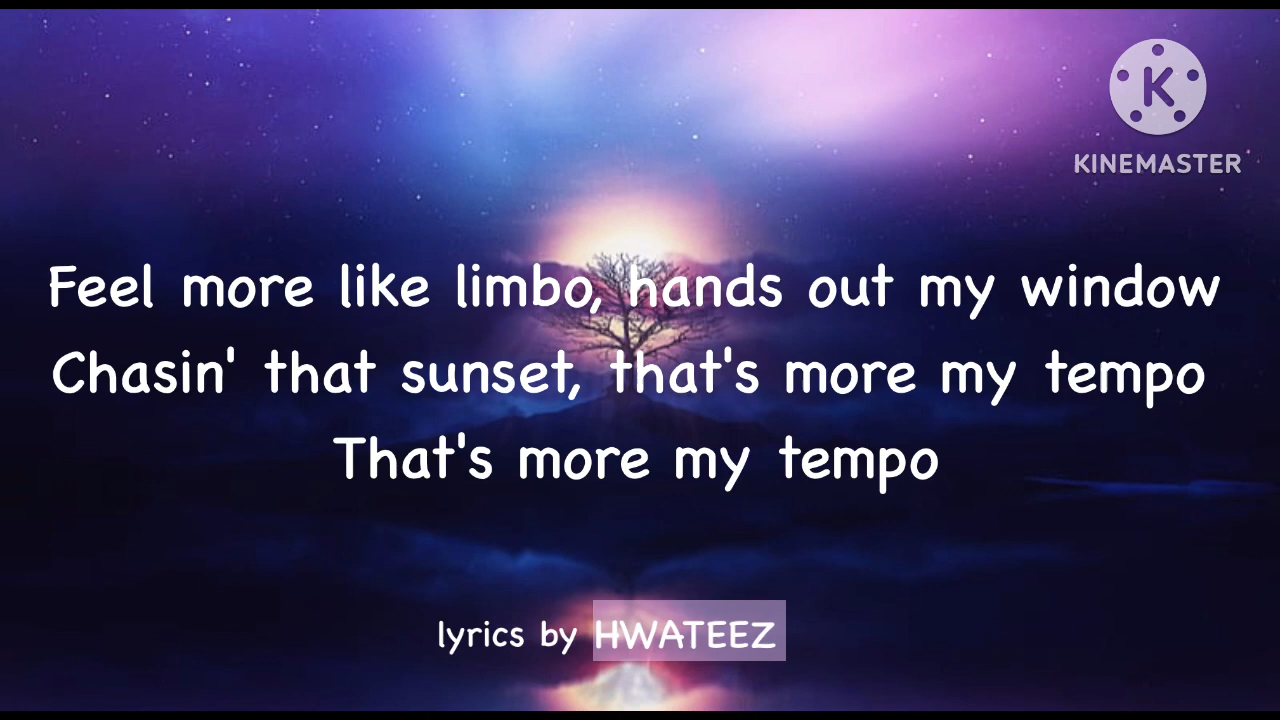 K
KINEMASTER
Feel more like limbo, hands out my window
Chasin' that sunset, that's more my tempo
That's more my tempo
lyrics by HWATEEZ